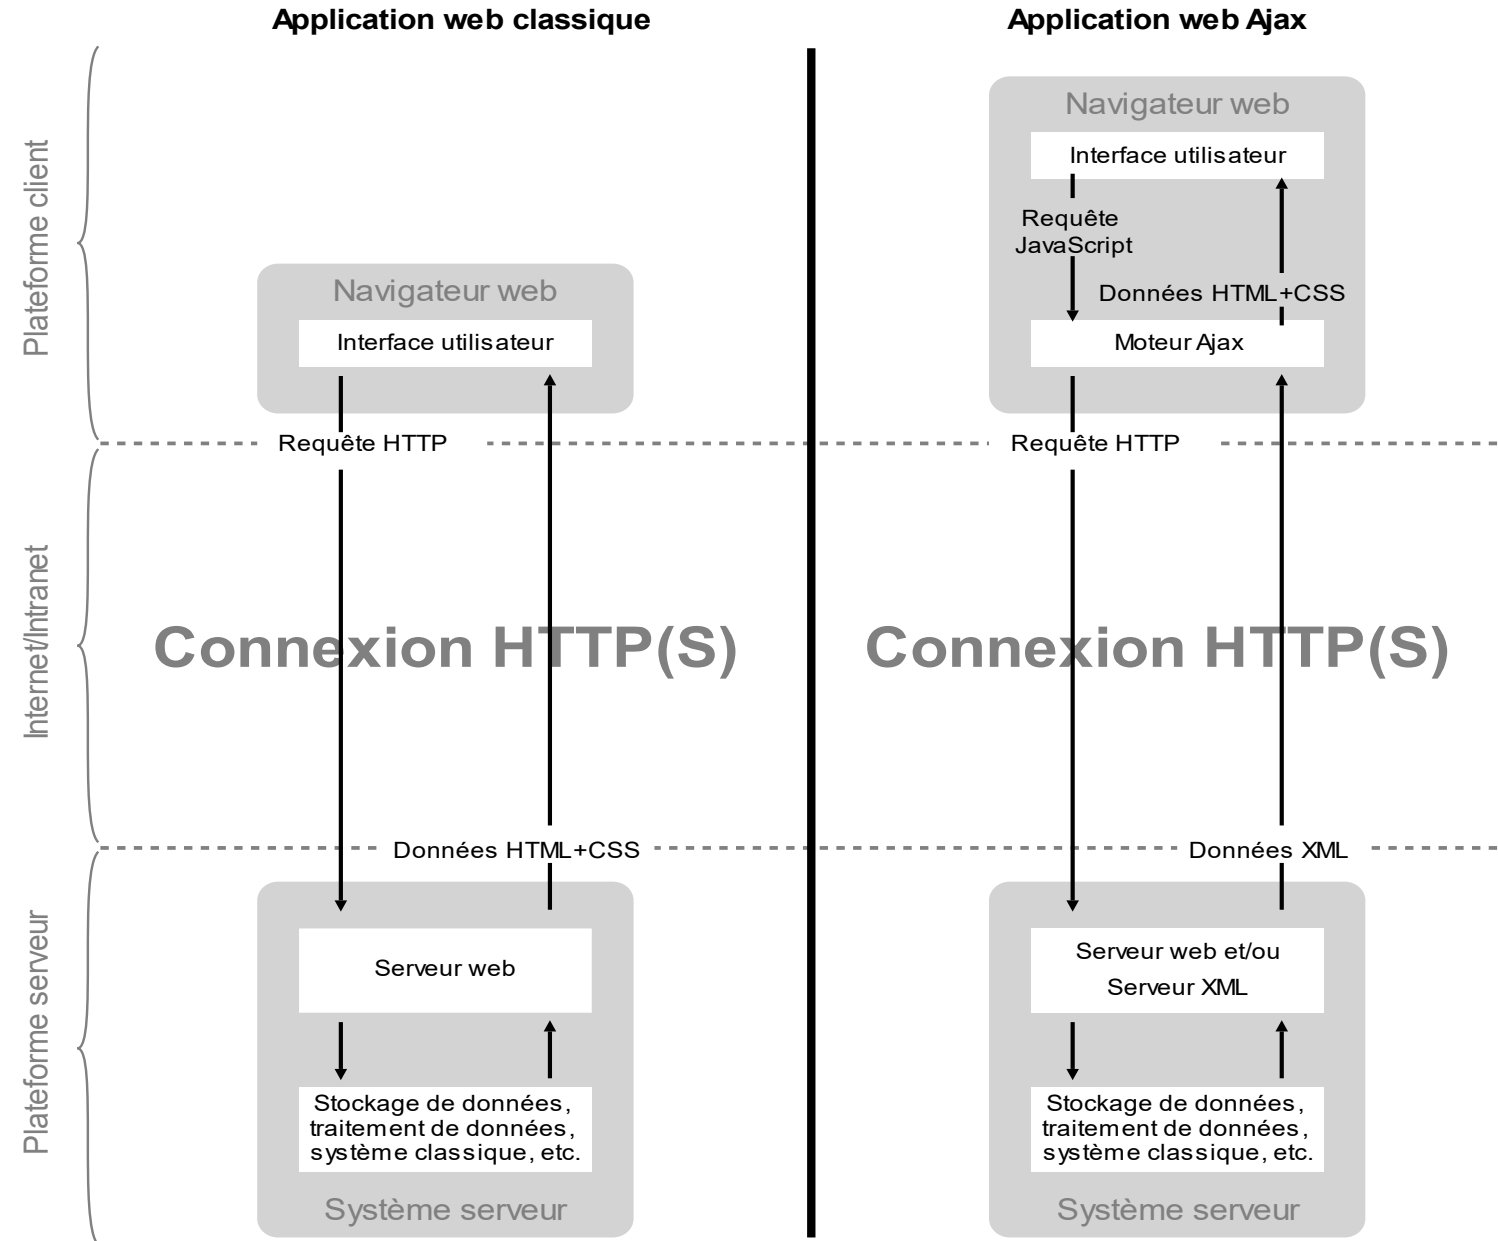 Application web classique
Application web Ajax
Plateforme client
Internet/Intranet
Plateforme serveur
Navigateur web
Interface utilisateur
Requête HTTP
Connexion HTTP(S)
Données HTML+CSS
Serveur web
Stockage de données,
traitement de données,
système classique, etc.
Système serveur
Navigateur web
Interface utilisateur
Requête
JavaScript
Données HTML+CSS
Moteur Ajax
Requête HTTP
Connexion HTTP(S)
Données XML
Serveur web et/ou
Serveur XML
Stockage de données,
traitement de données,
système classique, etc.
Système serveur